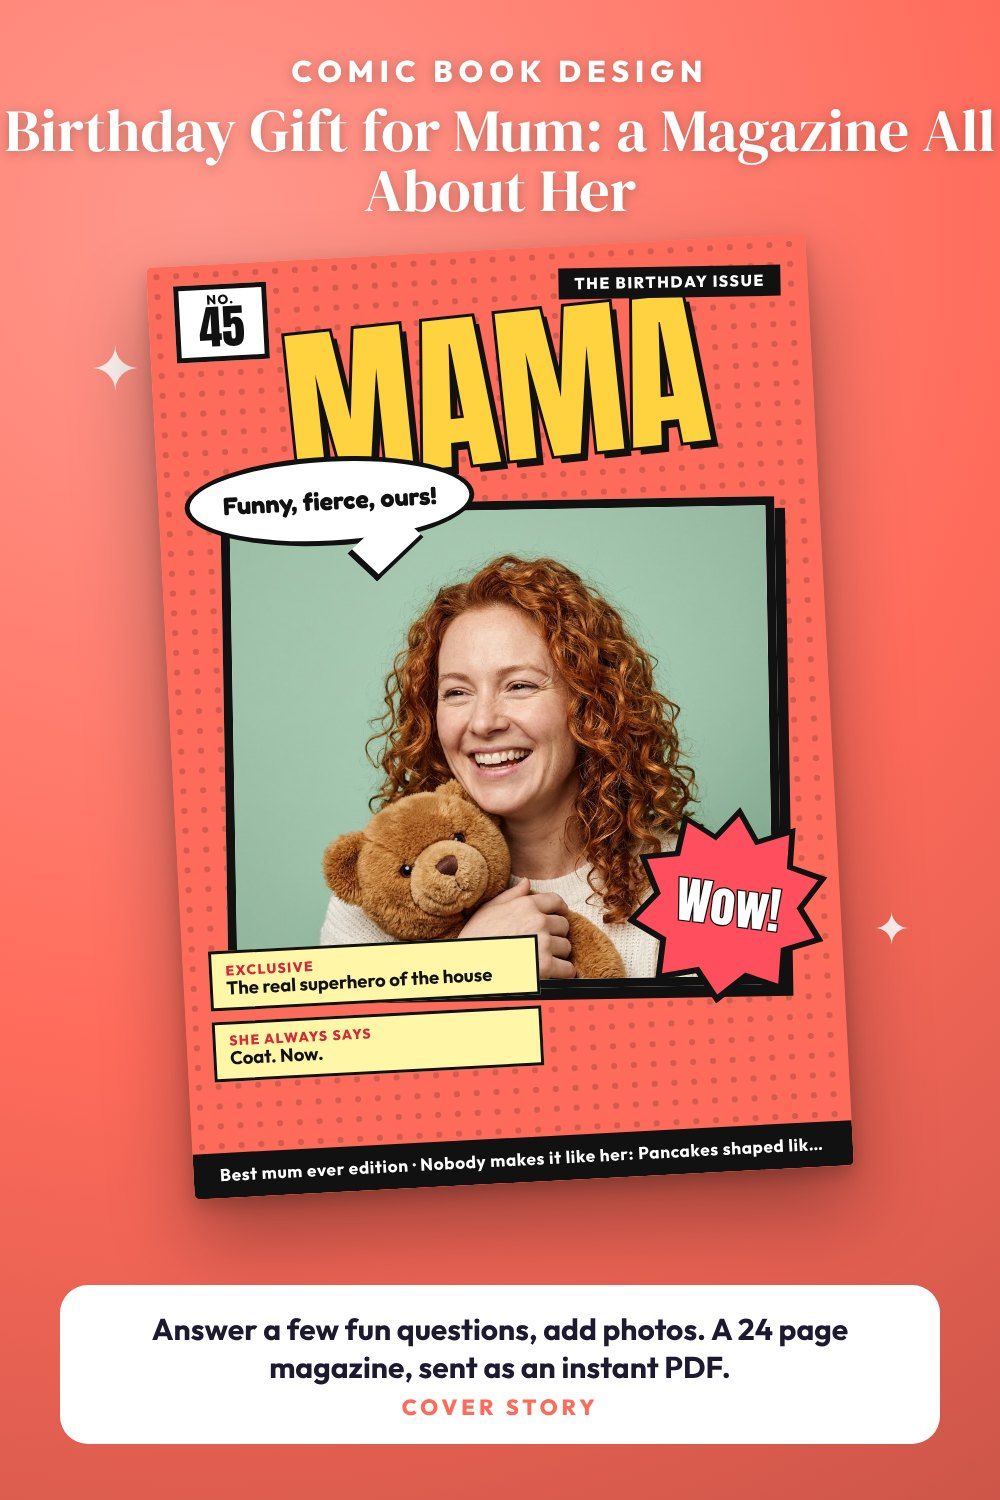 COMIC BOOK DESIGN
Birthday Gift for Mum: a Magazine All
About Her
NO.
45
THE BIRTHDAY ISSUE
MAMA
Funny, fierce, ours!
Wow!
EXCLUSIVE
The real superhero of the house
SHE ALWAYS SAYS
Coat. Now.
Best mum ever edition · Nobody makes it like her: Pancakes shaped lik...
Answer a few fun questions, add photos. A 24 page
magazine, sent as an instant PDF.
COVER STORY